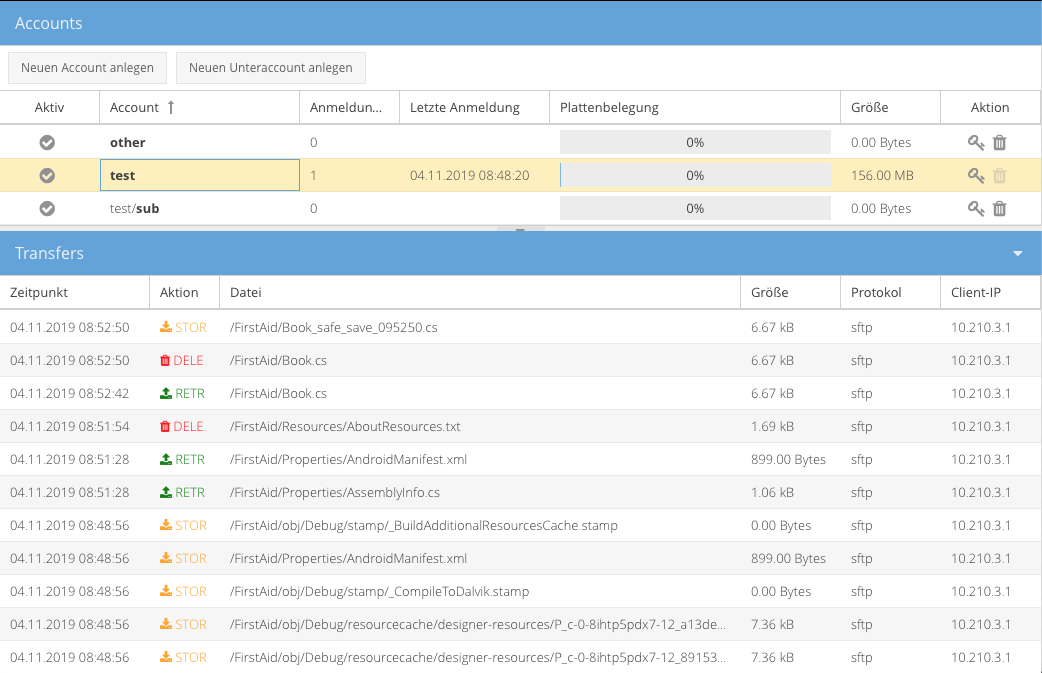 Accounts
Neuen Account anlegen Neuen Unteraccount anlegen
Aktiv Account ↑ Anmeldun... Letzte Anmeldung Plattenbelegung Größe Aktion
other 0 0% 0.00 Bytes
test 1 04.11.2019 08:48:20 0% 156.00 MB
test/sub 0 0% 0.00 Bytes
Transfers
Zeitpunkt Aktion Datei Größe Protokol Client-IP
04.11.2019 08:52:50 STOR /FirstAid/Book_safe_save_095250.cs 6.67 kB sftp 10.210.3.1
04.11.2019 08:52:50 DELE /FirstAid/Book.cs 6.67 kB sftp 10.210.3.1
04.11.2019 08:52:42 RETR /FirstAid/Book.cs 6.67 kB sftp 10.210.3.1
04.11.2019 08:51:54 DELE /FirstAid/Resources/AboutResources.txt 1.69 kB sftp 10.210.3.1
04.11.2019 08:51:28 RETR /FirstAid/Properties/AndroidManifest.xml 899.00 Bytes sftp 10.210.3.1
04.11.2019 08:51:28 RETR /FirstAid/Properties/AssemblyInfo.cs 1.06 kB sftp 10.210.3.1
04.11.2019 08:48:56 STOR /FirstAid/obj/Debug/stamp/_BuildAdditionalResourcesCache.stamp 0.00 Bytes sftp 10.210.3.1
04.11.2019 08:48:56 STOR /FirstAid/Properties/AndroidManifest.xml 899.00 Bytes sftp 10.210.3.1
04.11.2019 08:48:56 STOR /FirstAid/obj/Debug/stamp/_CompileToDalvik.stamp 0.00 Bytes sftp 10.210.3.1
04.11.2019 08:48:56 STOR /FirstAid/obj/Debug/resourcecache/designer-resources/P_c-0-8ihtp5pdx7-12_a13de... 7.36 kB sftp 10.210.3.1
04.11.2019 08:48:56 STOR /FirstAid/obj/Debug/resourcecache/designer-resources/P_c-0-8ihtp5pdx7-12_89153... 7.36 kB sftp 10.210.3.1